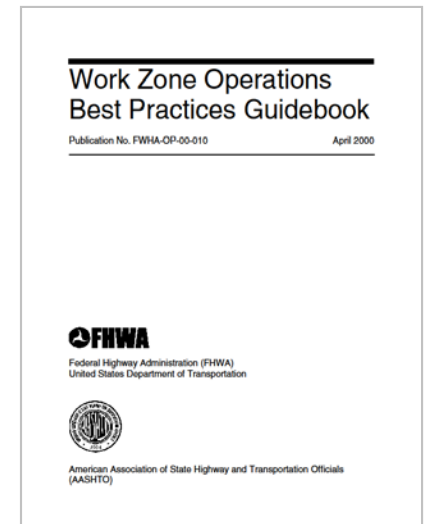 Work Zone Operations
Best Practices Guidebook
Publication No. FWHA-OP-00-010 April 2000
FHWA
Federal Highway Administration (FHWA)
United States Department of Transportation
American Association of State Highway and Transportation Officials
(AASHTO)